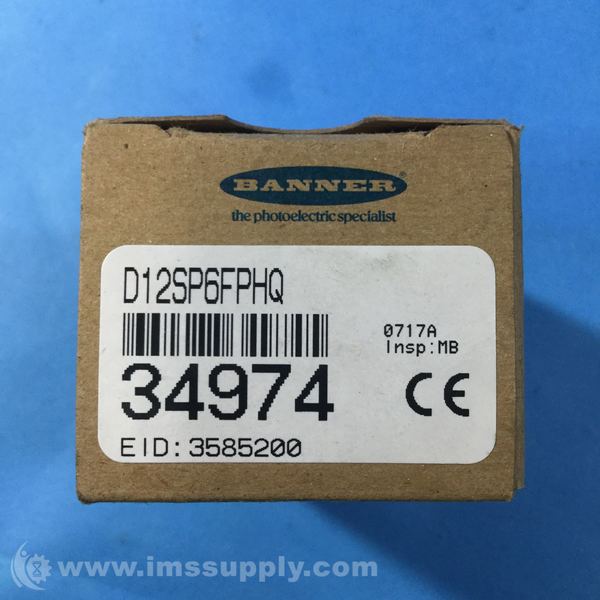 BANNER
the photoelectric specialist
D12SP6FPHQ
0717A
Insp:MB
34974
CE
EID: 3585200
www.imssupply.com